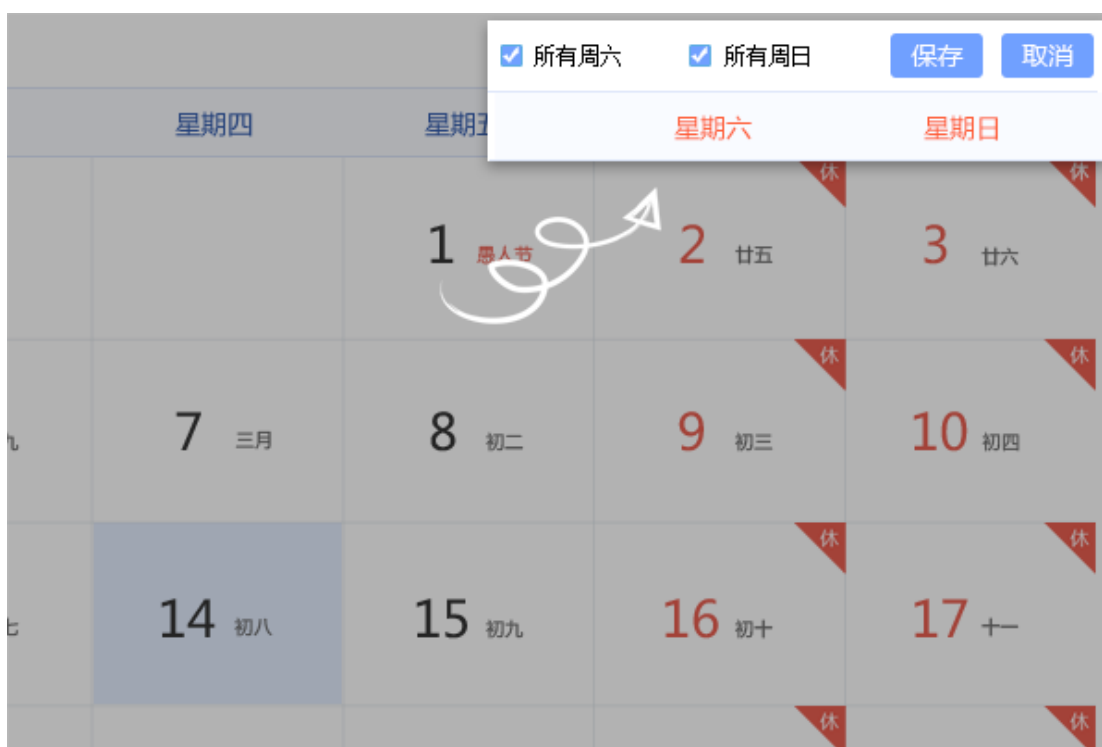 所有周六 所有周日 保存 取消
星期四 星期五 星期六 星期日
休 休
1 愚人节 2 廿五 3 廿六
休 休
九 7 三月 8 初二 9 初三 10 初四
休 休
七 14 初八 15 初九 16 初十 17 十一
休 休